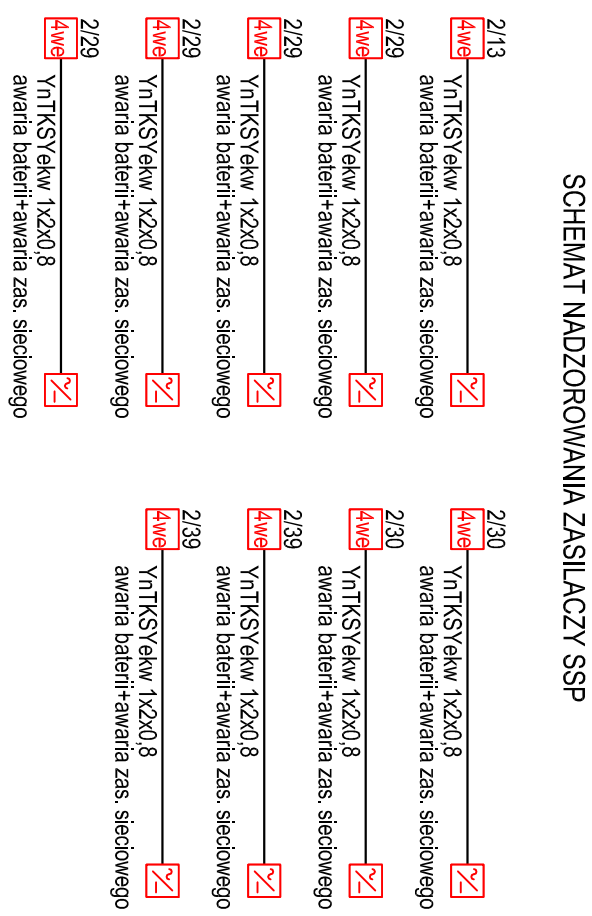 SCHEMAT NADZOROWANIA ZASILACZY SSP
2/13
4we
YnTKSYekw 1x2x0,8
awaria baterii+awaria zas. sieciowego
2/29
4we
YnTKSYekw 1x2x0,8
awaria baterii+awaria zas. sieciowego
2/29
4we
YnTKSYekw 1x2x0,8
awaria baterii+awaria zas. sieciowego
2/29
4we
YnTKSYekw 1x2x0,8
awaria baterii+awaria zas. sieciowego
2/29
4we
YnTKSYekw 1x2x0,8
awaria baterii+awaria zas. sieciowego
2/30
4we
YnTKSYekw 1x2x0,8
awaria baterii+awaria zas. sieciowego
2/30
4we
YnTKSYekw 1x2x0,8
awaria baterii+awaria zas. sieciowego
2/39
4we
YnTKSYekw 1x2x0,8
awaria baterii+awaria zas. sieciowego
2/39
4we
YnTKSYekw 1x2x0,8
awaria baterii+awaria zas. sieciowego